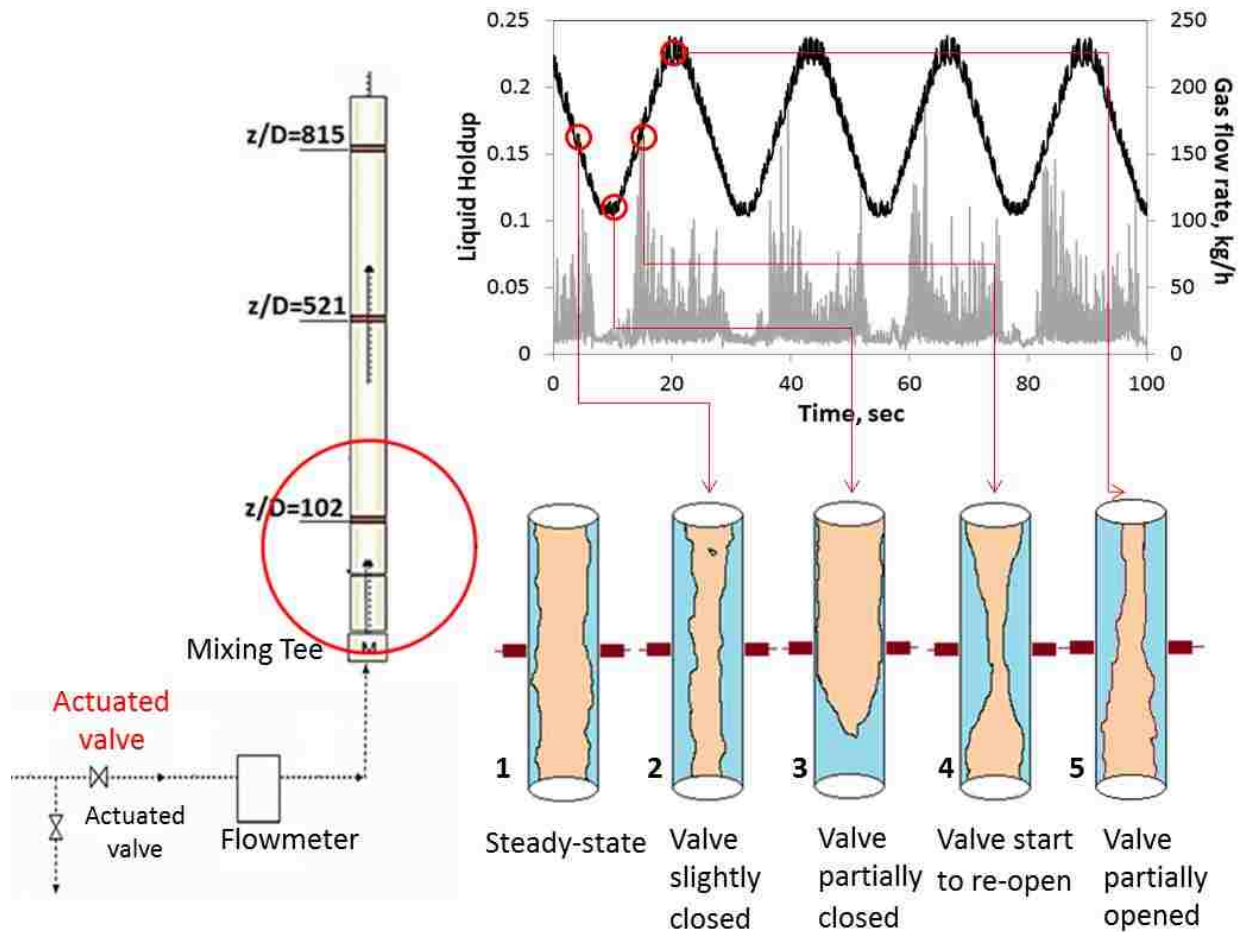 z/D=815
z/D=521
z/D=102
Mixing Tee
M
Actuated
valve
Actuated
valve
Flowmeter
Liquid Holdup
0.25
0.2
0.15
0.1
0.05
0
Gas flow rate, kg/h
250
200
150
100
50
0
0
20
40
60
80
100
Time, sec
1
2
3
4
5
Steady-state
Valve
slightly
closed
Valve
partially
closed
Valve start
to re-open
Valve
partially
opened